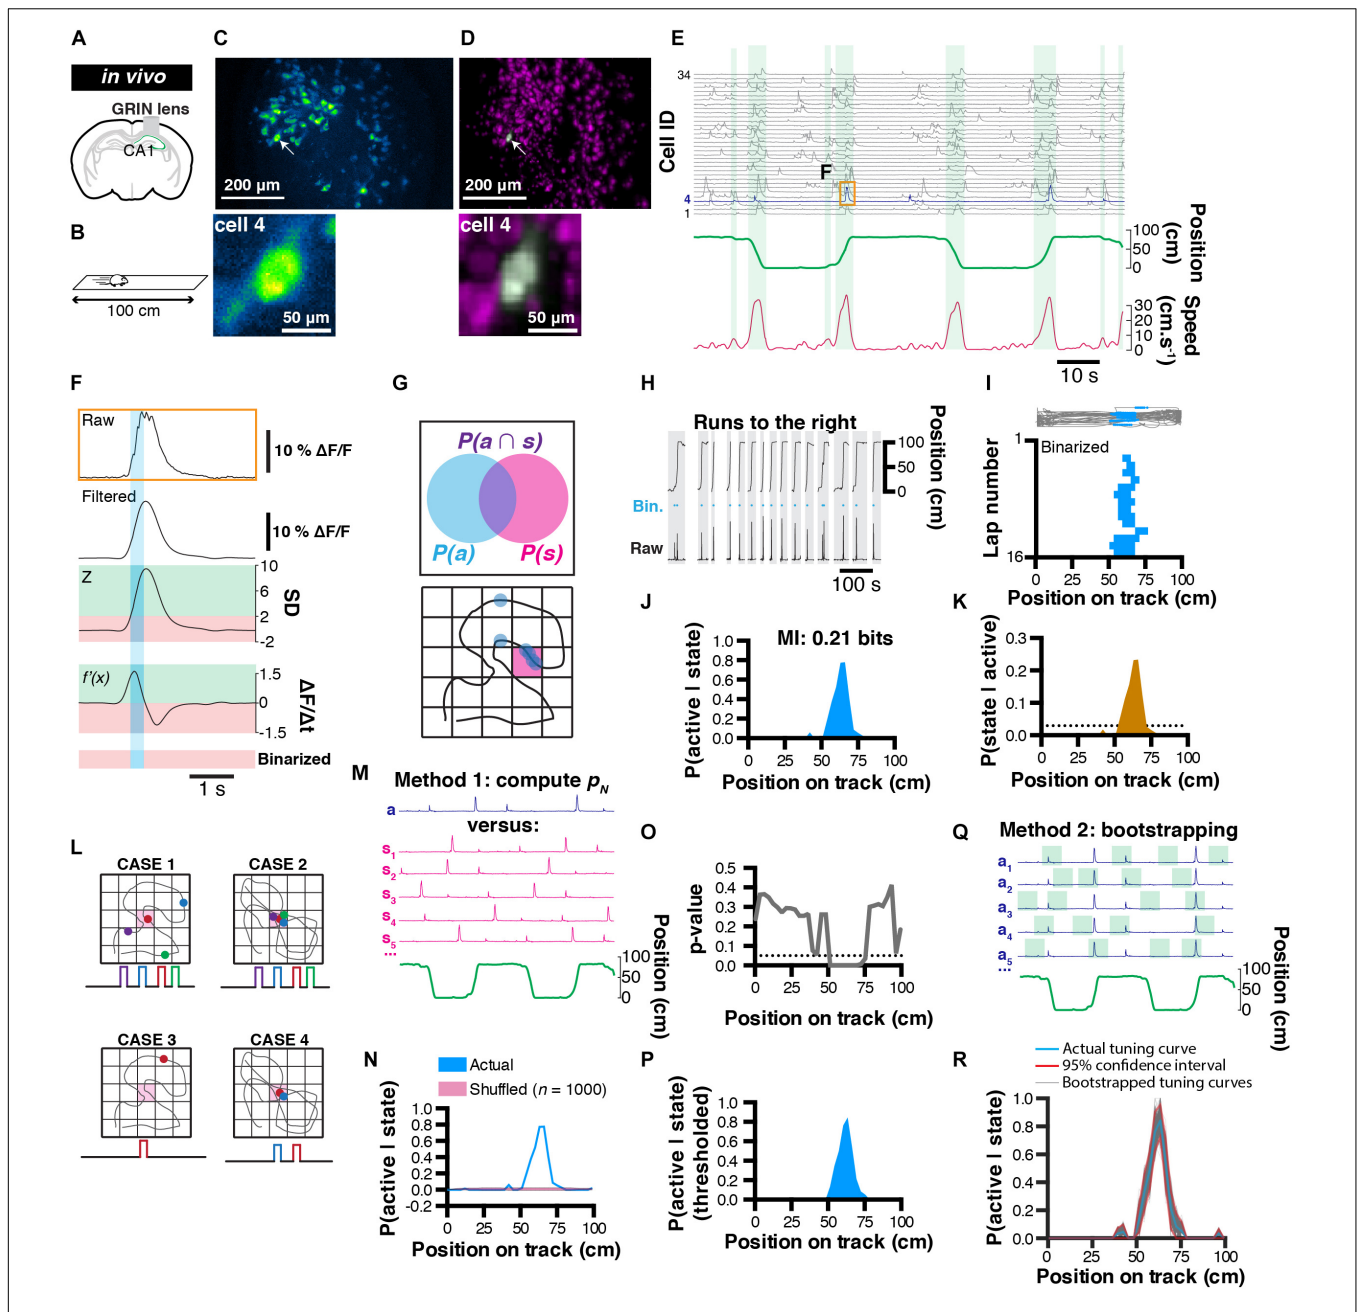 A
in vivo
GRIN lens
CA1
B
100 cm
C
200 µm
cell 4
50 µm
D
200 µm
cell 4
50 µm
E
34
Cell ID
F
4
1
100
50
0
Position
(cm)
30
20
10
0
Speed
(cm.s-1)
10 s
F
Raw
10 % ΔF/F
Filtered
10 % ΔF/F
Z
10
6
2
-2
SD
f'(x)
1.5
0
-1.5
ΔF/Δt
Binarized
1 s
G
P(a ∩ s)
P(a)
P(s)
H
Runs to the right
100
50
0
Position (cm)
Bin.
Raw
100 s
I
1
Binarized
Lap number
16
0 25 50 75 100
Position on track (cm)
J
MI: 0.21 bits
P(active I state)
1.0
0.8
0.6
0.4
0.2
0.0
0 25 50 75 100
Position on track (cm)
K
P(state I active)
0.3
0.2
0.1
0.0
0 25 50 75 100
Position on track (cm)
L
CASE 1
CASE 2
CASE 3
CASE 4
M
Method 1: compute pN
a
versus:
s1
s2
s3
s4
s5
...
100
50
0
Position (cm)
N
Actual
Shuffled (n = 1000)
P(active I state)
1.0
0.8
0.6
0.4
0.2
0.0
-0.2
0 25 50 75 100
Position on track (cm)
O
p-value
0.5
0.4
0.3
0.2
0.1
0.0
0 25 50 75 100
Position on track (cm)
P
P(active I state)
(thresholded)
1.0
0.8
0.6
0.4
0.2
0.0
0 25 50 75 100
Position on track (cm)
Q
Method 2: bootstrapping
a1
a2
a3
a4
a5
...
100
50
0
Position (cm)
R
Actual tuning curve
95% confidence interval
Bootstrapped tuning curves
P(active I state)
1.0
0.8
0.6
0.4
0.2
0.0
0 25 50 75 100
Position on track (cm)